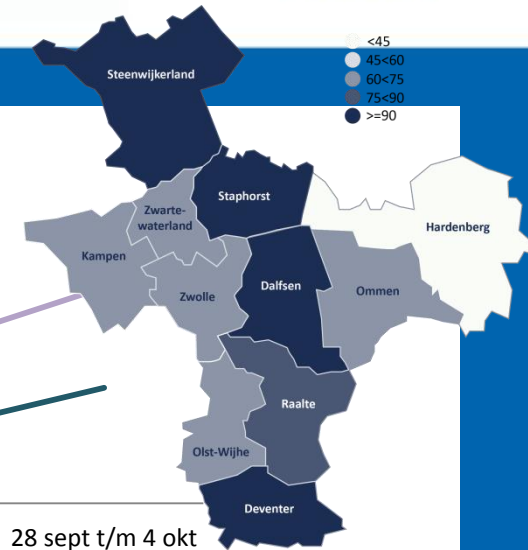 <45
45<60
60<75
75<90
>=90
Steenwijkerland
Staphorst
Zwarte-
waterland
Hardenberg
Kampen
Zwolle
Dalfsen
Ommen
Raalte
Olst-Wijhe
Deventer
28 sept t/m 4 okt